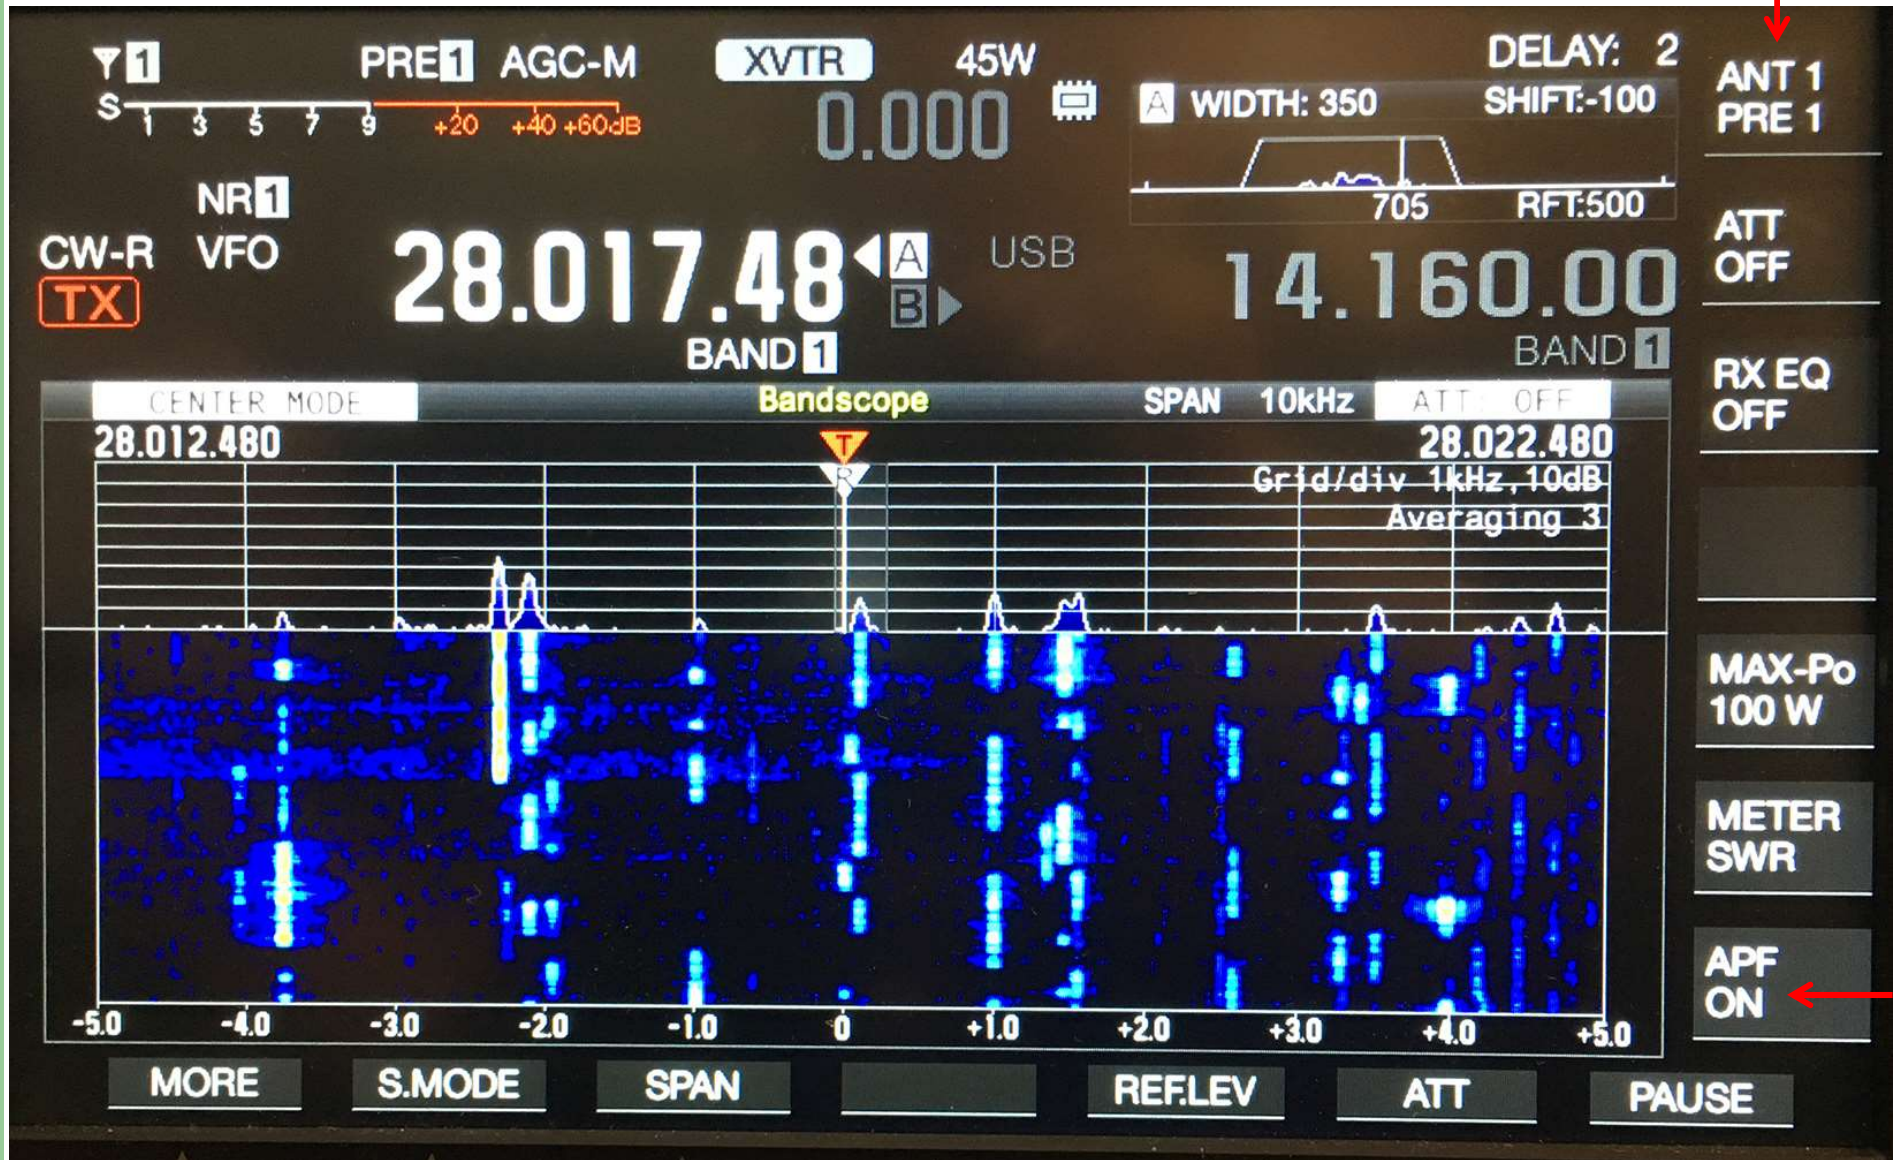 1 PRE1 AGC-M XVTR 45W DELAY: 2
S 1 3 5 7 9 +20 +40 +60dB
0.000
A WIDTH: 350 SHIFT:-100
705 RFT:500
NR1
CW-R VFO 28.017.48 A USB 14.160.00
TX B
BAND 1 BAND 1
CENTER MODE Bandscope SPAN 10kHz ATT: OFF
28.012.480 T 28.022.480
R Grid/div 1kHz,10dB
Averaging 3
-5.0 -4.0 -3.0 -2.0 -1.0 0 +1.0 +2.0 +3.0 +4.0 +5.0
MORE S.MODE SPAN REF.LEV ATT PAUSE
ANT 1
PRE 1
ATT
OFF
RX EQ
OFF
MAX-Po
100 W
METER
SWR
APF
ON